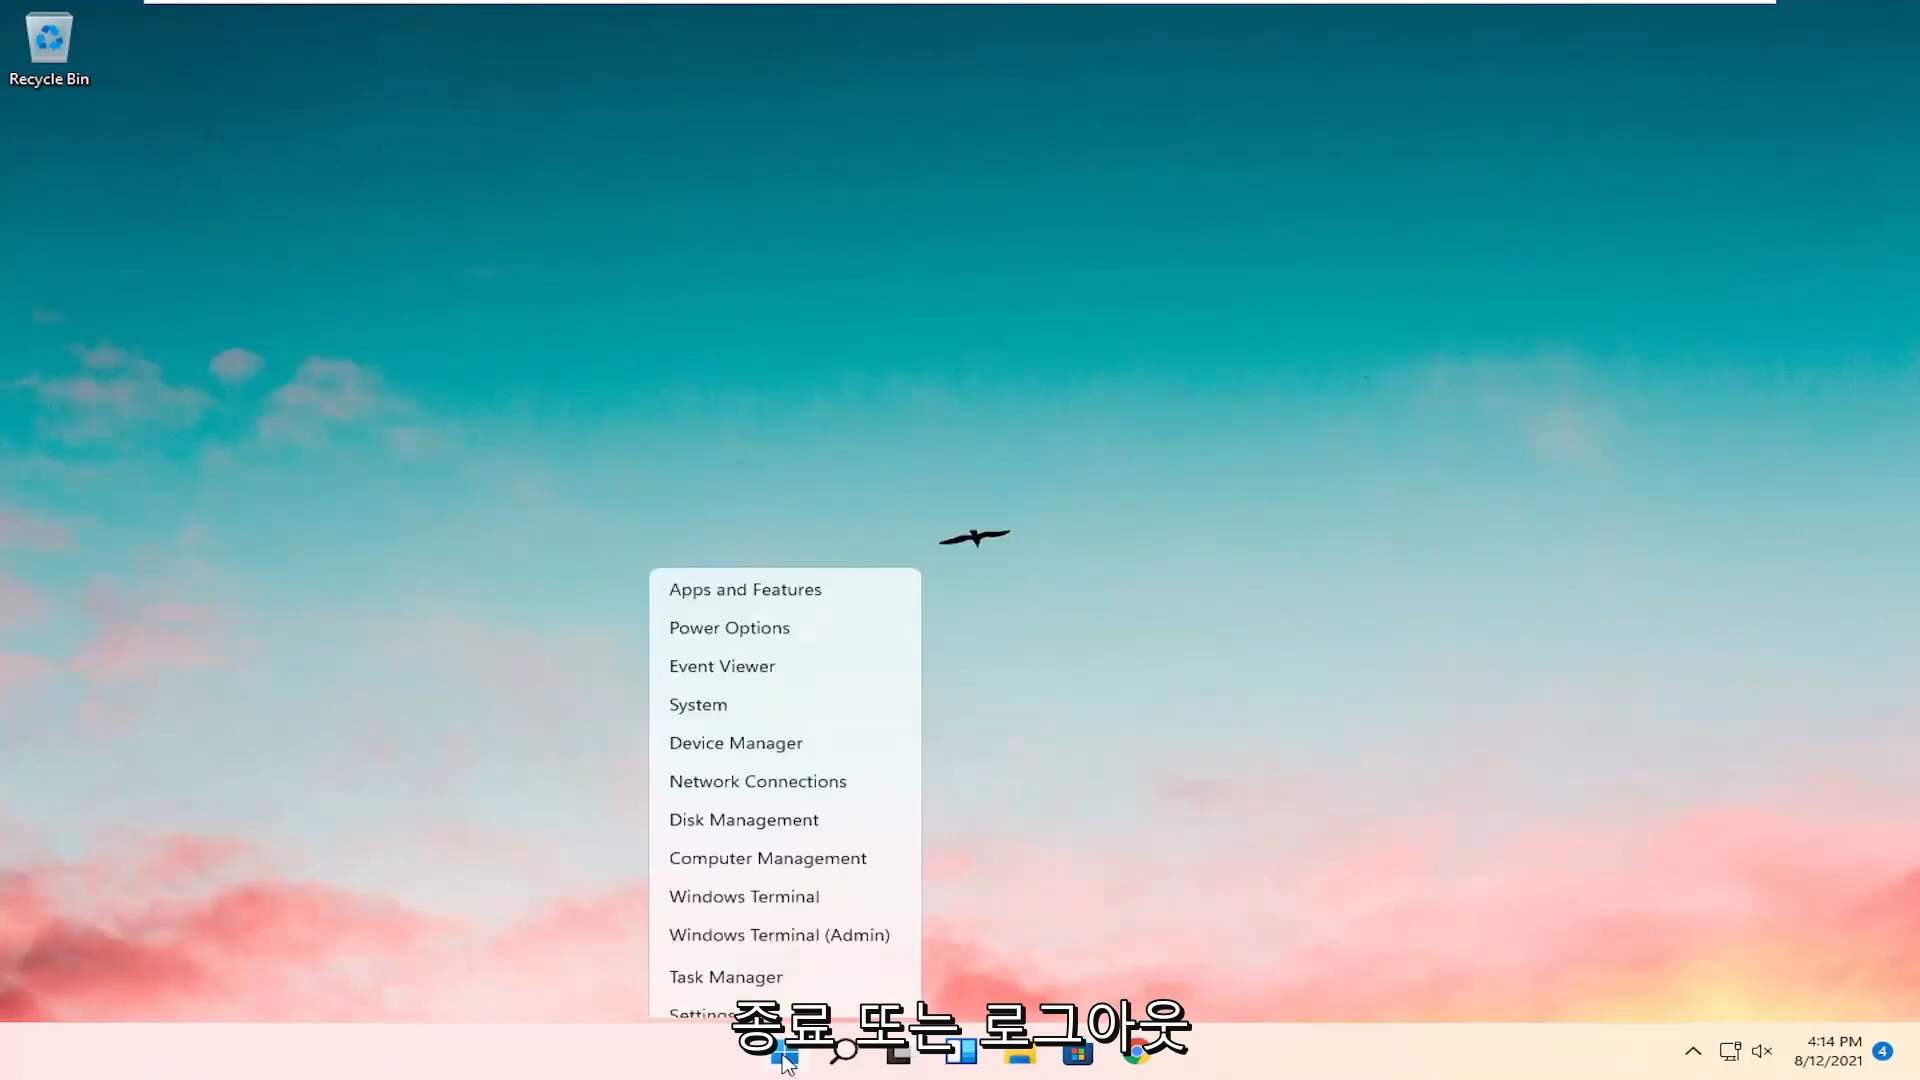 Recycle Bin
Apps and Features
Power Options
Event Viewer
System
Device Manager
Network Connections
Disk Management
Computer Management
Windows Terminal
Windows Terminal (Admin)
Task Manager
Settings
종료 또는 로그아웃
4:14 PM
8/12/2021
4